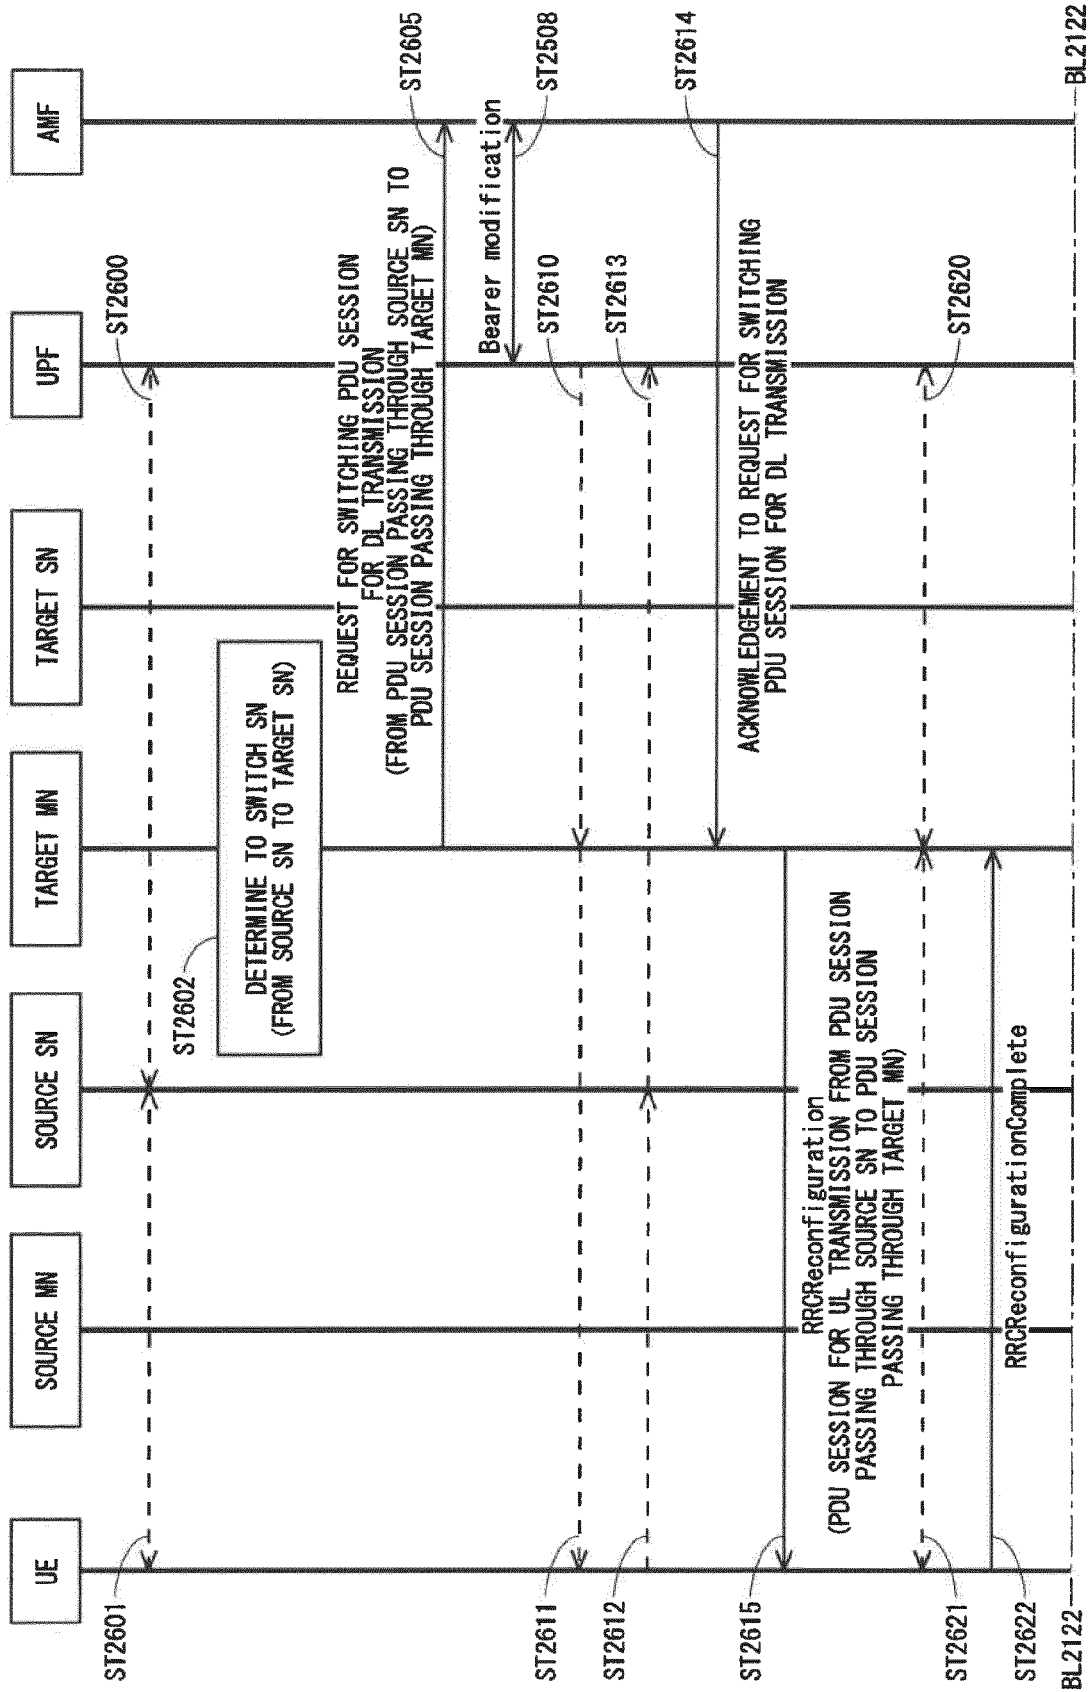 UE
SOURCE MN
SOURCE SN
TARGET MN
TARGET SN
UPF
AMF
ST2601
ST2600
ST2602
DETERMINE TO SWITCH SN
(FROM SOURCE SN TO TARGET SN)
REQUEST FOR SWITCHING PDU SESSION
FOR DL TRANSMISSION
(FROM PDU SESSION PASSING THROUGH SOURCE SN TO
PDU SESSION PASSING THROUGH TARGET MN)
ST2605
Bearer modification
ST2508
ST2611
ST2610
ST2612
ST2613
ST2614
ACKNOWLEDGEMENT TO REQUEST FOR SWITCHING
PDU SESSION FOR DL TRANSMISSION
ST2615
RRCReconfiguration
(PDU SESSION FOR UL TRANSMISSION FROM PDU SESSION
PASSING THROUGH SOURCE SN TO PDU SESSION
PASSING THROUGH TARGET MN)
ST2621
ST2620
ST2622
RRCReconfigurationComplete
BL2122
BL2122